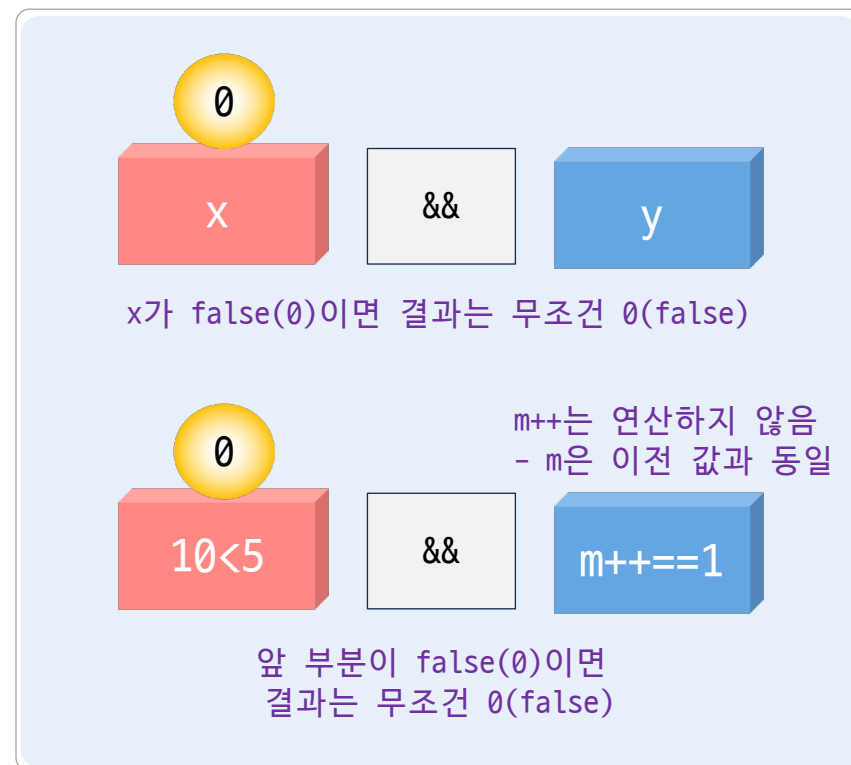 0
x
&&
y
x가 false(0)이면 결과는 무조건 0(false)
m++는 연산하지 않음
- m은 이전 값과 동일
0
10<5
&&
m++==1
앞 부분이 false(0)이면
결과는 무조건 0(false)